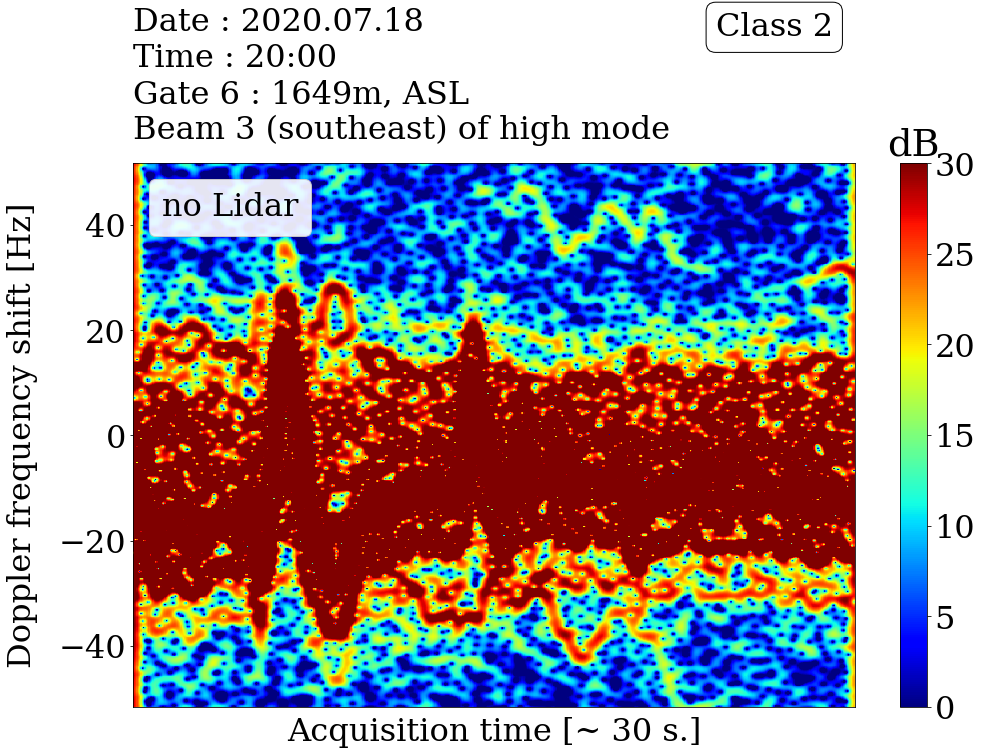 Date : 2020.07.18
Time : 20:00
Gate 6 : 1649m, ASL
Beam 3 (southeast) of high mode
Class 2
no Lidar
Doppler frequency shift [Hz]
40
20
0
−20
−40
Acquisition time [~ 30 s.]
dB
30
25
20
15
10
5
0